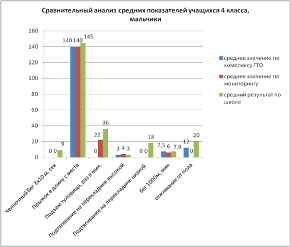 Сравнительный анализ средних показателей учащихся 4 класса,
мальчики
160
140
120
100
80
60
40
20
0
0 0 9
140 140 145
0 22 36
3 4 3
0 0 18
7,5 6 7,6
12 0 20
Челночный бег 3х10 м, сек
Прыжок в длину с места
Подъем туловища, раз в мин.
Подтягивание на перекладине высокой
Подтягивание на перекладине низкой
бег 1000м, мин
отжимания от пола
среднее значение по
комплексу ГТО
среднее значение по
мониторингу
средний результат по
школе